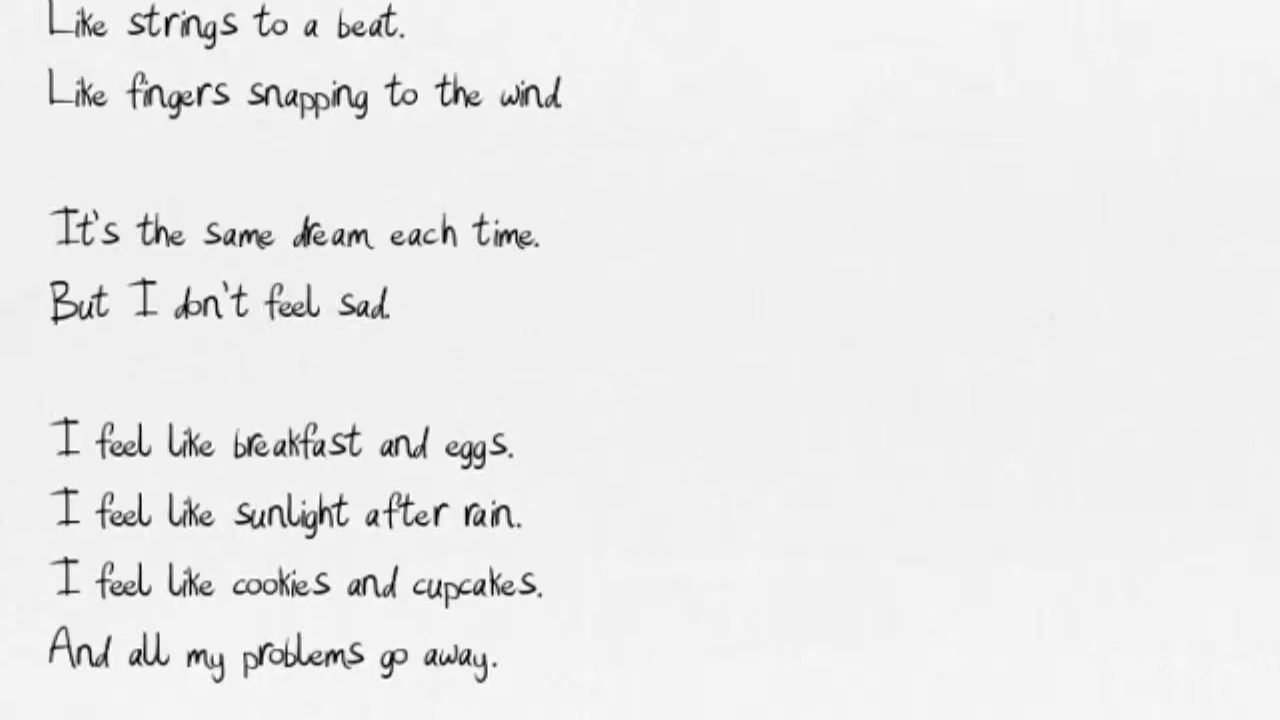 Like strings to a beat.
Like fingers snapping to the wind
It's the same dream each time.
But I don't feel sad.
I feel like breakfast and eggs.
I feel like sunlight after rain.
I feel like cookies and cupcakes.
And all my problems go away.